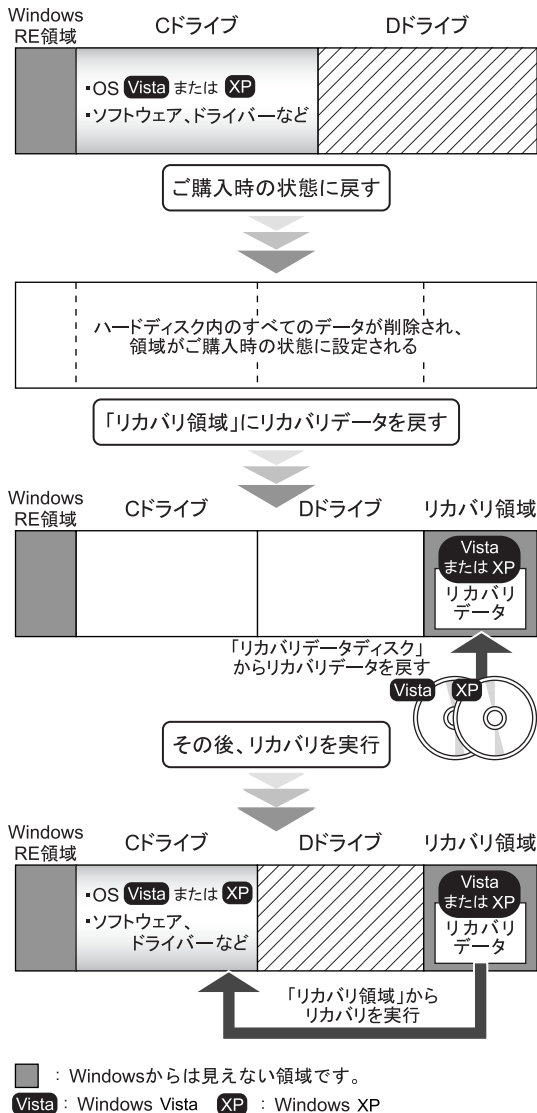 Windows
RE領域
Cドライブ
Dドライブ
・OS Vista または XP
・ソフトウェア、ドライバーなど
ご購入時の状態に戻す
ハードディスク内のすべてのデータが削除され、
領域がご購入時の状態に設定される
「リカバリ領域」にリカバリデータを戻す
Windows
RE領域
Cドライブ
Dドライブ
リカバリ領域
Vista
または XP
リカバリ
データ
「リカバリデータディスク」
からリカバリデータを戻す
Vista
XP
その後、リカバリを実行
Windows
RE領域
Cドライブ
Dドライブ
リカバリ領域
・OS Vista または XP
・ソフトウェア、
ドライバーなど
Vista
または XP
リカバリ
データ
「リカバリ領域」から
リカバリを実行
：Windowsからは見えない領域です。
Vista：Windows Vista XP：Windows XP